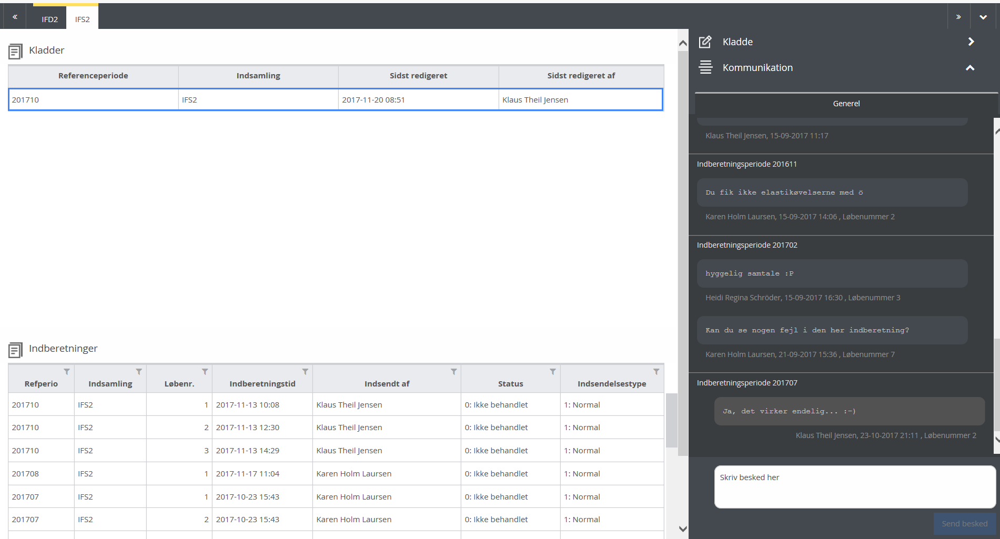 IFD2 IFS2
Kladder
Referenceperiode Indsamling Sidst redigeret Sidst redigeret af
201710 IFS2 2017-11-20 08:51 Klaus Theil Jensen
Indberetninger
Refperio Indsamling Løbenr. Indberetningstid Indsendt af Status Indsendelsestype
201710 IFS2 1 2017-11-13 10:08 Klaus Theil Jensen 0: Ikke behandlet 1: Normal
201710 IFS2 2 2017-11-13 12:30 Klaus Theil Jensen 0: Ikke behandlet 1: Normal
201710 IFS2 3 2017-11-13 14:29 Klaus Theil Jensen 0: Ikke behandlet 1: Normal
201708 IFS2 1 2017-11-17 11:04 Karen Holm Laursen 0: Ikke behandlet 1: Normal
201707 IFS2 1 2017-10-23 15:43 Karen Holm Laursen 0: Ikke behandlet 1: Normal
201707 IFS2 2 2017-10-23 15:43 Karen Holm Laursen 0: Ikke behandlet 1: Normal
Kladde
Kommunikation
Generel
Klaus Theil Jensen, 15-09-2017 11:17
Indberetningsperiode 201611
Du fik ikke elastikøvelserne med ö
Karen Holm Laursen, 15-09-2017 14:06 , Løbenummer 2
Indberetningsperiode 201702
hyggelig samtale :P
Heidi Regina Schröder, 15-09-2017 16:30 , Løbenummer 3
Kan du se nogen fejl i den her indberetning?
Karen Holm Laursen, 21-09-2017 15:36 , Løbenummer 7
Indberetningsperiode 201707
Ja, det virker endelig... :-)
Klaus Theil Jensen, 23-10-2017 21:11 , Løbenummer 2
Skriv besked her
Send besked